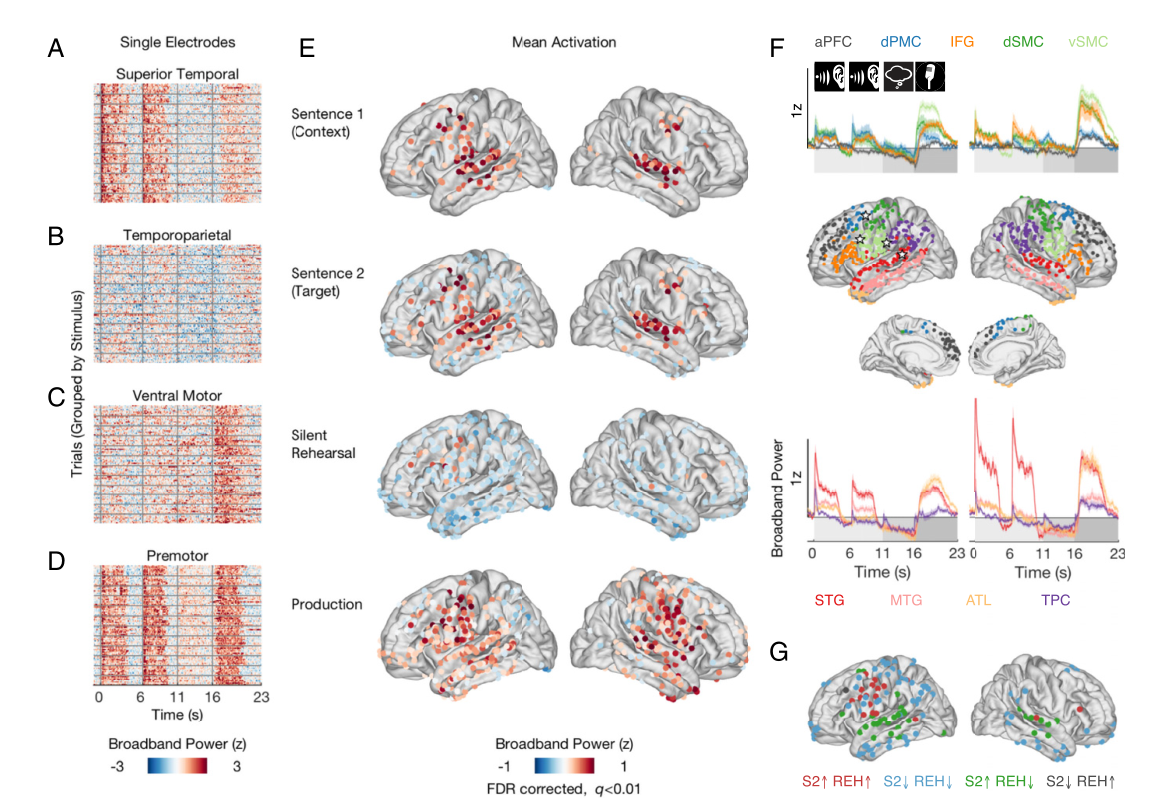 A
Single Electrodes
Superior Temporal
B
Temporoparietal
C
Ventral Motor
D
Premotor
Trials (Grouped by Stimulus)
0 6 11 16 23
Time (s)
Broadband Power (z)
-3 3
E
Mean Activation
Sentence 1
(Context)
Sentence 2
(Target)
Silent
Rehearsal
Production
Broadband Power (z)
-1 1
FDR corrected, q<0.01
F
aPFC dPMC IFG dSMC vSMC
1z
Broadband Power
1z
0 6 11 16 23 0 6 11 16 23
Time (s) Time (s)
STG MTG ATL TPC
G
S2↑ REH↑ S2↓ REH↓ S2↑ REH↓ S2↓ REH↑